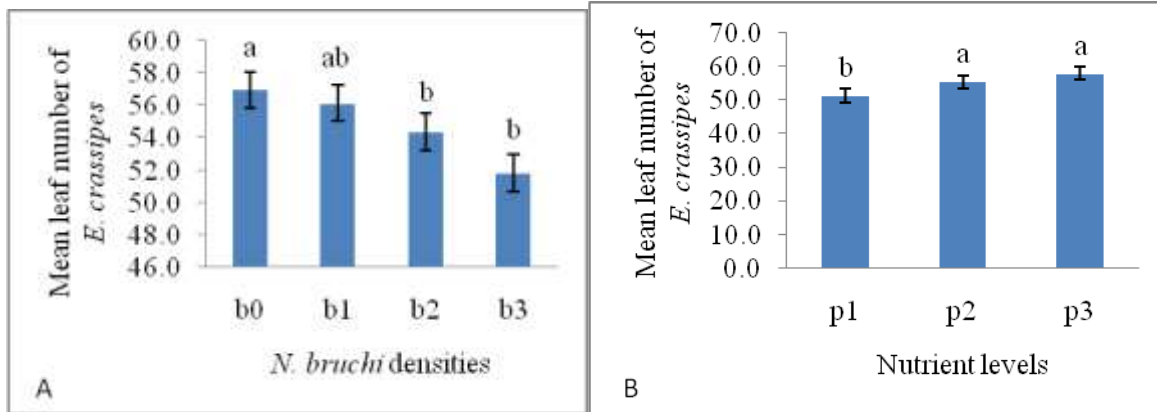 Mean leaf number of
E. crassipes
60.0
58.0
56.0
54.0
52.0
50.0
48.0
46.0
a
ab
b
b
b0 b1 b2 b3
N. bruchi densities
A
Mean leaf number of
E. crassipes
70.0
60.0
50.0
40.0
30.0
20.0
10.0
0.0
b
a
a
p1 p2 p3
Nutrient levels
B